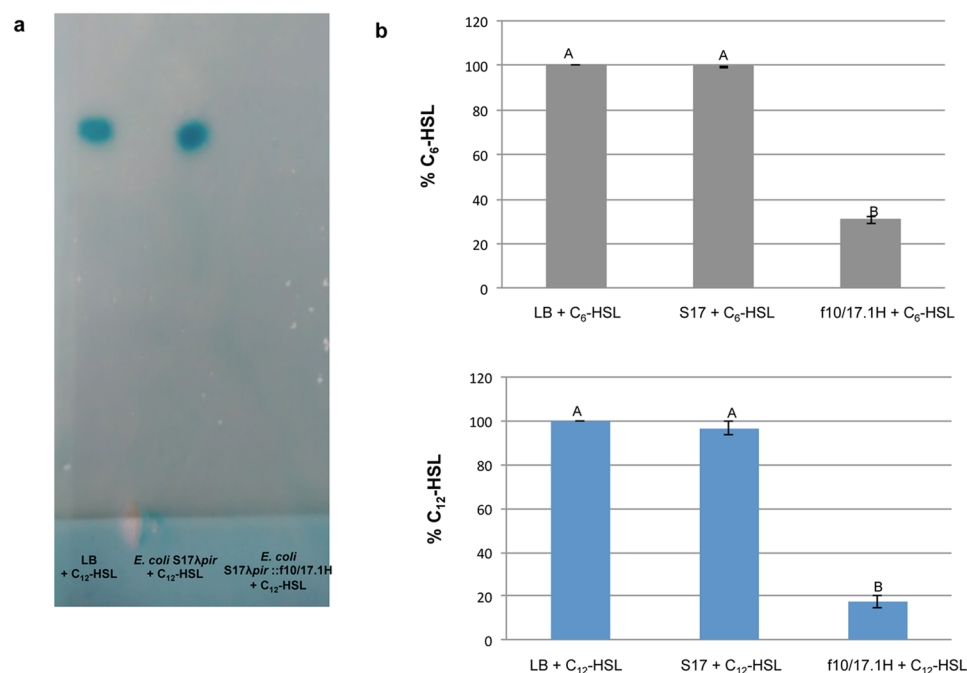 a
LB
+ C₁₂-HSL
E. coli S17λpir
+ C₁₂-HSL
E. coli
S17λpir ::f10/17.1H
+ C₁₂-HSL
b
% C₆-HSL
120
100
80
60
40
20
0
A
A
B
LB + C₆-HSL
S17 + C₆-HSL
f10/17.1H + C₆-HSL
% C₁₂-HSL
120
100
80
60
40
20
0
A
A
B
LB + C₁₂-HSL
S17 + C₁₂-HSL
f10/17.1H + C₁₂-HSL